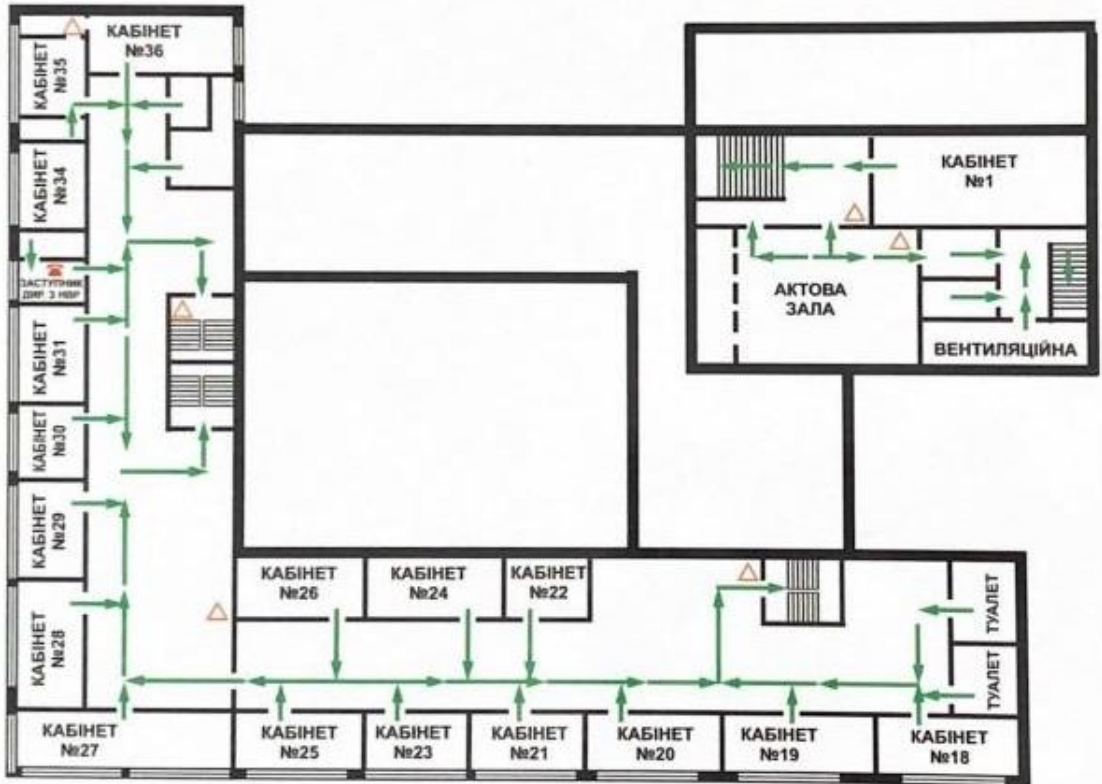 КАБІНЕТ
№36
КАБІНЕТ
№35
КАБІНЕТ
№34
ЗАСТУПНИК
ДИР. З НВР
КАБІНЕТ
№31
КАБІНЕТ
№30
КАБІНЕТ
№29
КАБІНЕТ
№28
КАБІНЕТ
№27
КАБІНЕТ
№26
КАБІНЕТ
№24
КАБІНЕТ
№22
КАБІНЕТ
№25
КАБІНЕТ
№23
КАБІНЕТ
№21
КАБІНЕТ
№20
КАБІНЕТ
№19
КАБІНЕТ
№18
ТУАЛЕТ
ТУАЛЕТ
КАБІНЕТ
№1
АКТОВА
ЗАЛА
ВЕНТИЛЯЦІЙНА